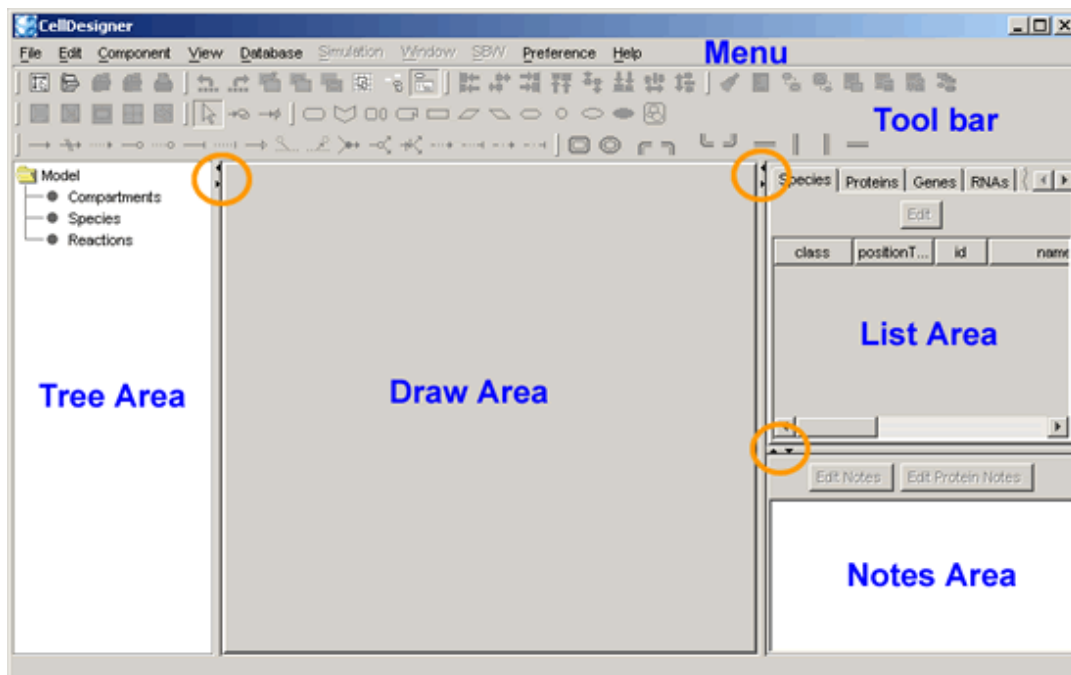 CellDesigner
File Edit Component View Database Simulation Window SBW Preference Help
Menu
Tool bar
Model
Compartments
Species
Reactions
Tree Area
Draw Area
Species Proteins Genes RNAs
Edit
class positionT... id name
List Area
Edit Notes Edit Protein Notes
Notes Area